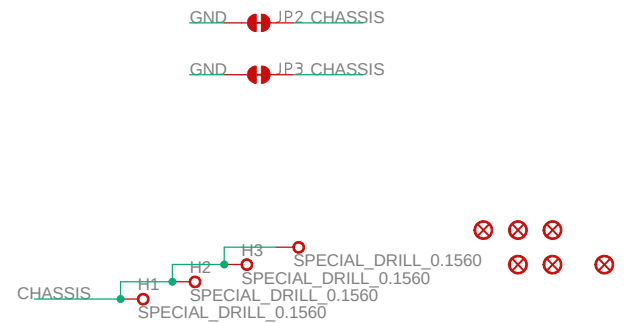 GND JP2 CHASSIS
GND JP3 CHASSIS
H3 SPECIAL_DRILL_0.1560
H2 SPECIAL_DRILL_0.1560
CHASSIS H1 SPECIAL_DRILL_0.1560
SPECIAL_DRILL_0.1560